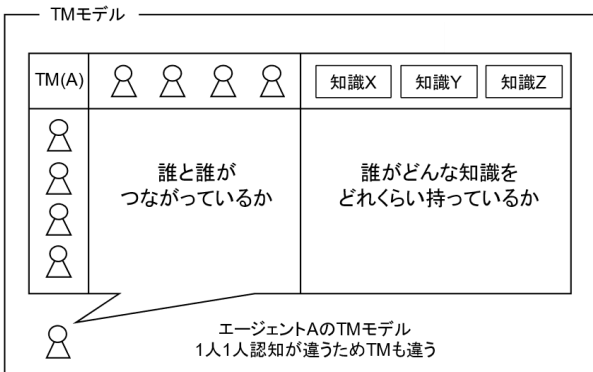 TMモデル
TM(A)
知識X 知識Y 知識Z
誰と誰が
つながっているか
誰がどんな知識を
どれくらい持っているか
エージェントAのTMモデル
1人1人認知が違うためTMも違う